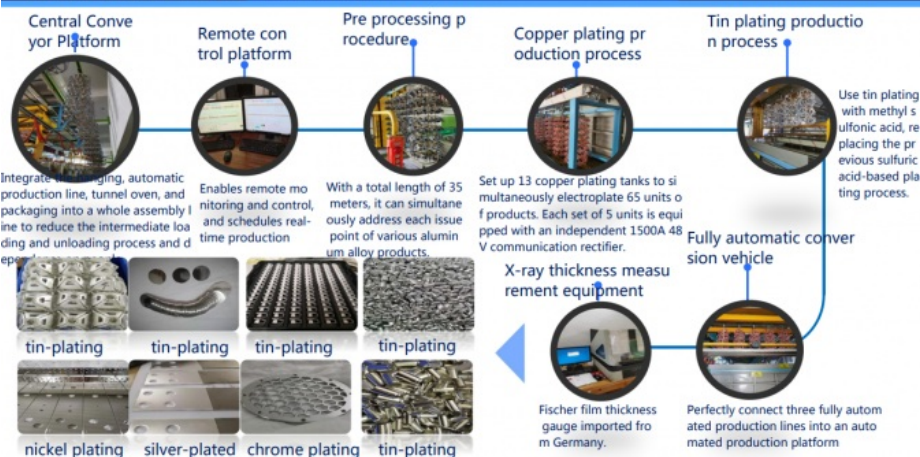 Central Conve
yor Platform
Integrate the hanging, automatic
production line, tunnel oven, and
packaging into a whole assembly l
ine to reduce the intermediate loa
ding and unloading process and d
Remote con
trol platform
Enables remote mo
nitoring and control,
and schedules real-
time production
Pre processing p
rocedure
With a total length of 35
meters, it can simultane
ously address each issue
point of various alumin
um alloy products.
Copper plating pr
oduction process
Set up 13 copper plating tanks to si
multaneously electroplate 65 units o
f products. Each set of 5 units is equi
pped with an independent 1500A 48
V communication rectifier.
Tin plating productio
n process
Use tin plating
with methyl s
ulfonic acid, re
placing the pr
evious sulfuric
acid-based pla
ting process.
Fully automatic conver
sion vehicle
Perfectly connect three fully autom
ated production lines into an auto
mated production platform
X-ray thickness measu
rement equipment
Fischer film thickness
gauge imported fro
m Germany.
tin-plating
tin-plating
tin-plating
tin-plating
nickel plating
silver-plated
chrome plating
tin-plating